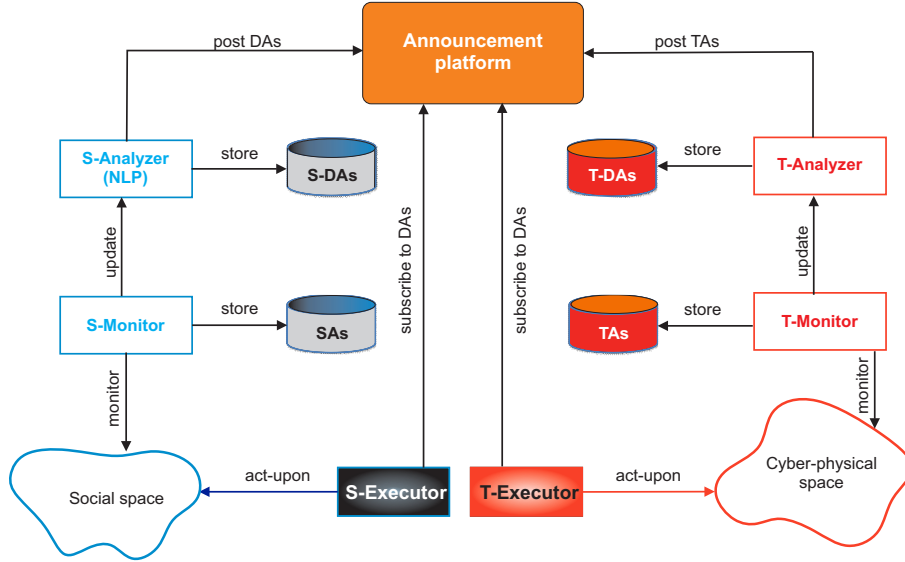 post DAs
Announcement
platform
post TAs
S-Analyzer
(NLP)
store
S-DAs
T-DAs
store
T-Analyzer
update
subscribe to DAs
subscribe to DAs
update
S-Monitor
store
SAs
TAs
store
T-Monitor
monitor
monitor
Social space
act-upon
S-Executor
T-Executor
act-upon
Cyber-physical
space